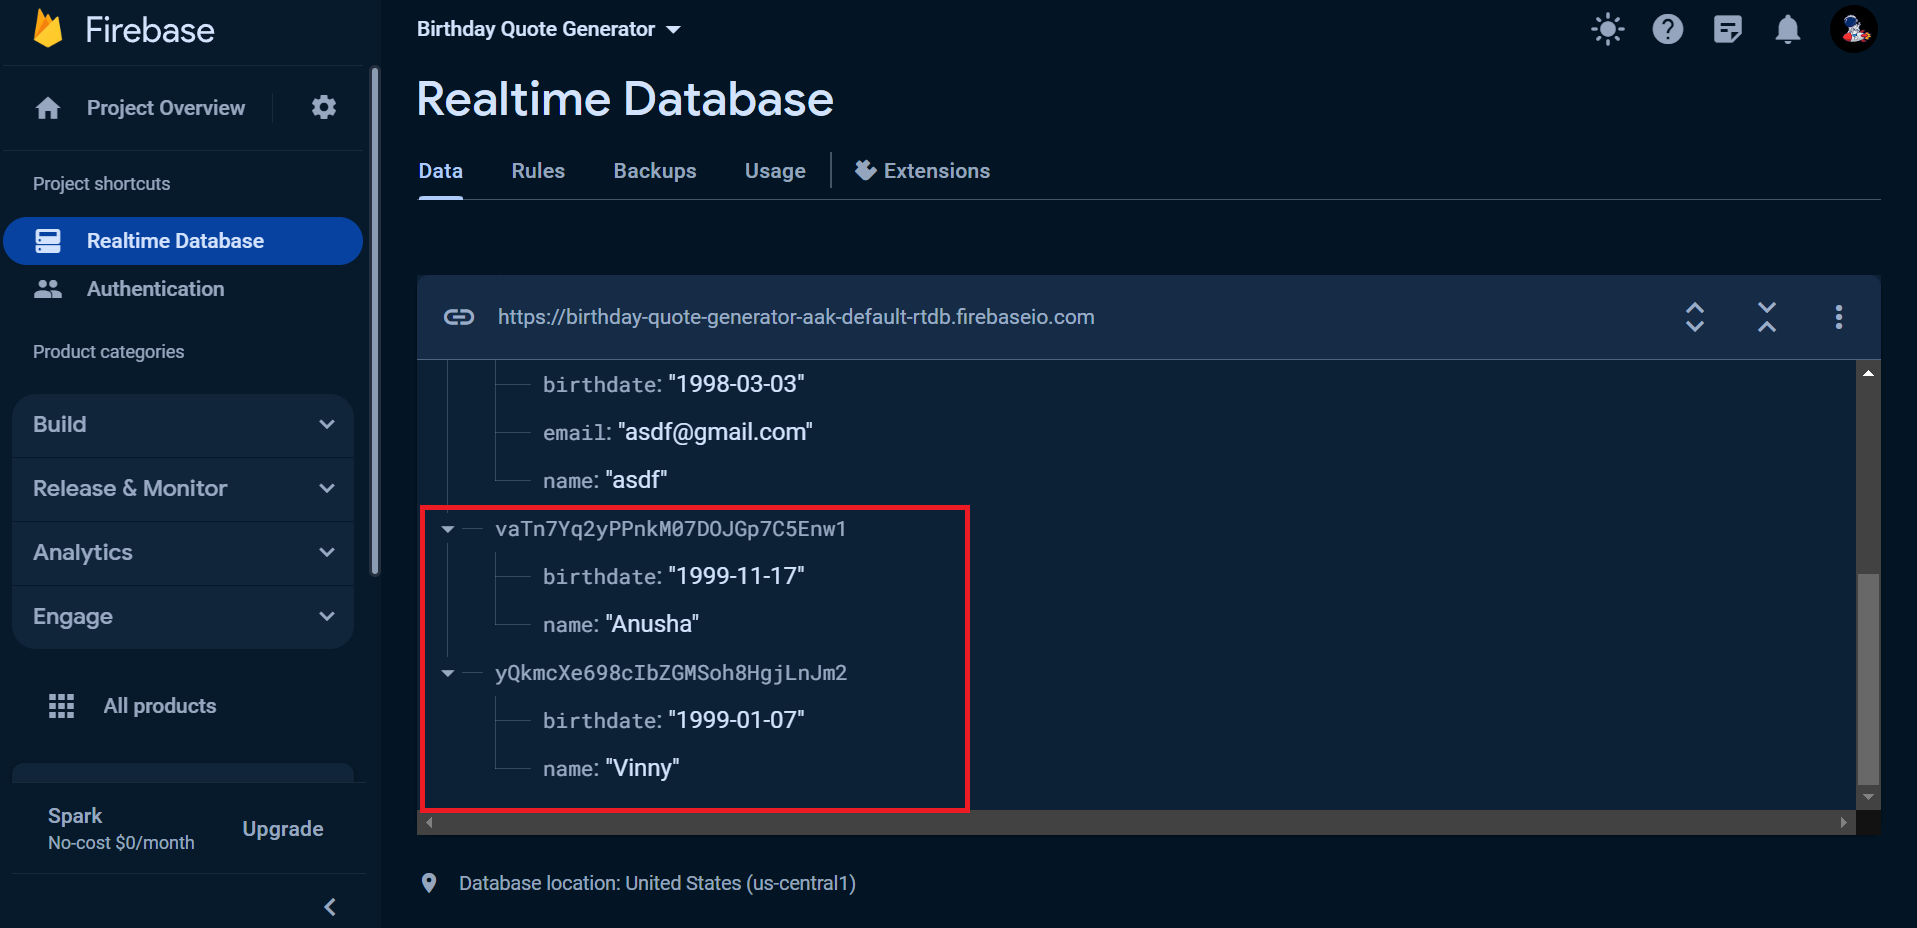 Firebase
Birthday Quote Generator
Project Overview
Realtime Database
Data Rules Backups Usage Extensions
Project shortcuts
Realtime Database
Authentication
https://birthday-quote-generator-aak-default-rtdb.firebaseio.com
Product categories
Build
Release & Monitor
Analytics
Engage
All products
Spark
No-cost $0/month
Upgrade
birthdate: "1998-03-03"
email: "asdf@gmail.com"
name: "asdf"
vaTn7Yq2yPPnkM07DOJGp7C5Enw1
birthdate: "1999-11-17"
name: "Anusha"
yQkmcXe698cIbZGMSoh8HgjLnJm2
birthdate: "1999-01-07"
name: "Vinny"
Database location: United States (us-central1)